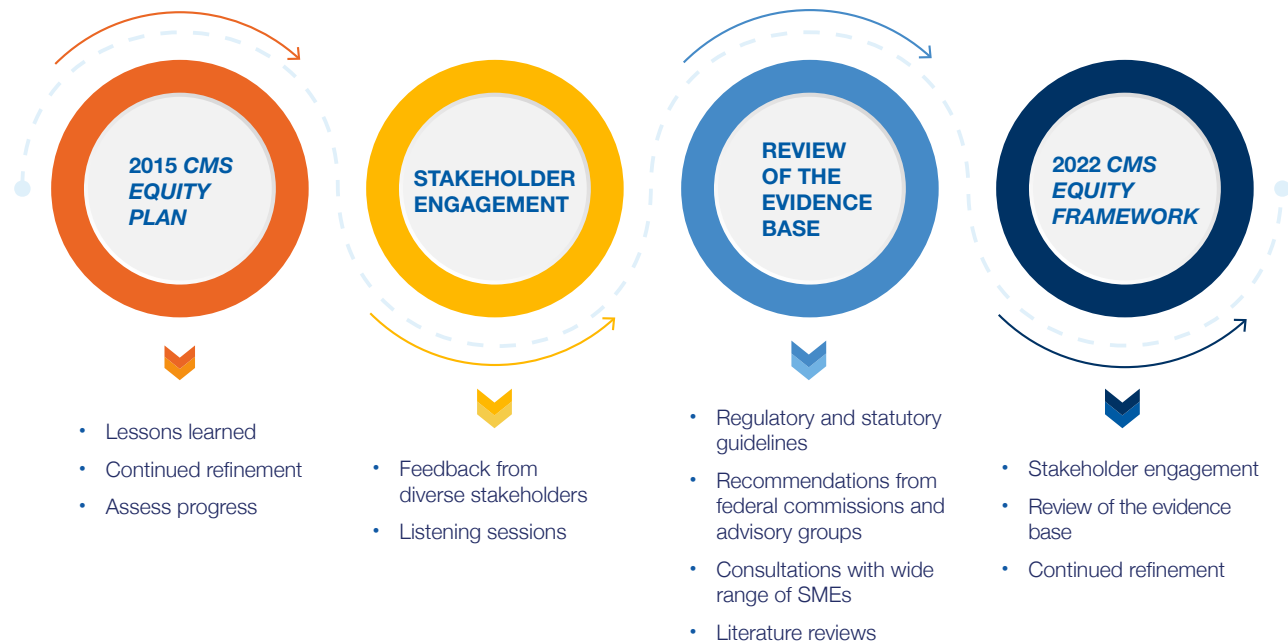 2015 CMS
EQUITY
PLAN
STAKEHOLDER
ENGAGEMENT
REVIEW
OF THE
EVIDENCE
BASE
2022 CMS
EQUITY
FRAMEWORK
• Lessons learned
• Continued refinement
• Assess progress
• Feedback from
diverse stakeholders
• Listening sessions
• Regulatory and statutory
guidelines
• Recommendations from
federal commissions and
advisory groups
• Consultations with wide
range of SMEs
• Literature reviews
• Stakeholder engagement
• Review of the evidence
base
• Continued refinement